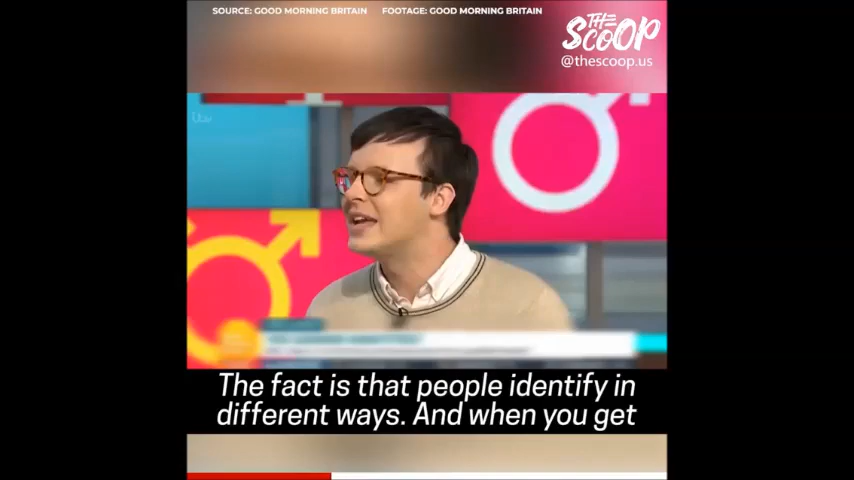 SOURCE: GOOD MORNING BRITAIN FOOTAGE: GOOD MORNING BRITAIN
THE
SCOOP
@thescoop.us
itv
The fact is that people identify in
different ways. And when you get